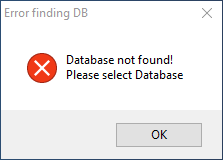 Error finding DB
Database not found!
Please select Database
OK